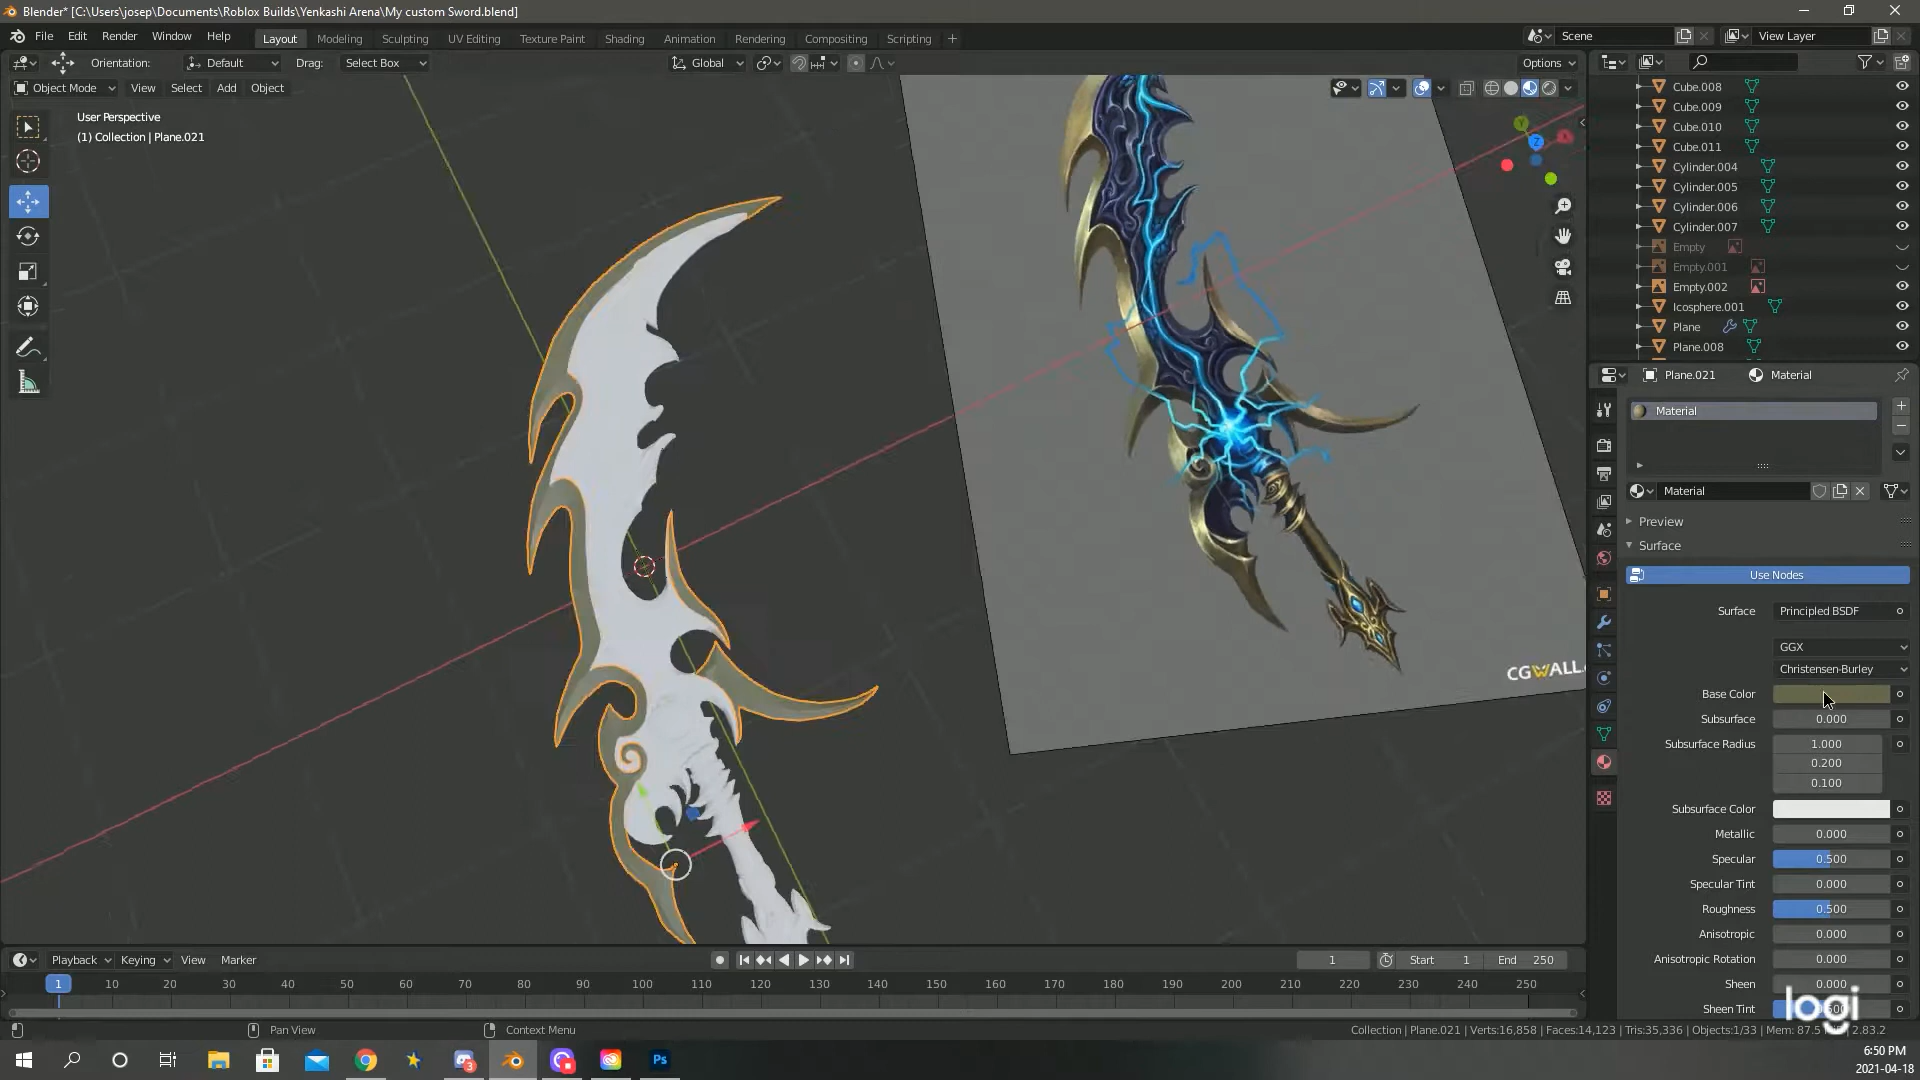 Blender* [C:\Users\josep\Documents\Roblox Builds\Yenkashi Arena\My custom Sword.blend]
File Edit Render Window Help Layout Modeling Sculpting UV Editing Texture Paint Shading Animation Rendering Compositing Scripting + Scene View Layer
Orientation: Default Drag: Select Box Global Options
Object Mode View Select Add Object
User Perspective
(1) Collection | Plane.021
Cube.008
Cube.009
Cube.010
Cube.011
Cylinder.004
Cylinder.005
Cylinder.006
Cylinder.007
Empty
Empty.001
Empty.002
Icosphere.001
Plane
Plane.008
Y
X
Z
CGWALL.
Plane.021 Material
Material
Material
Preview
Surface
Use Nodes
Surface Principled BSDF
GGX
Christensen-Burley
Base Color
Subsurface 0.000
Subsurface Radius 1.000
0.200
0.100
Subsurface Color
Metallic 0.000
Specular 0.500
Specular Tint 0.000
Roughness 0.500
Anisotropic 0.000
Anisotropic Rotation 0.000
Sheen 0.000
Sheen Tint 0.500
logi
Playback Keying View Marker 1 Start 1 End 250
1 10 20 30 40 50 60 70 80 90 100 110 120 130 140 150 160 170 180 190 200 210 220 230 240 250
Pan View Context Menu
Collection | Plane.021 | Verts:16,858 | Faces:14,123 | Tris:35,336 | Objects:1/33 | Mem: 87.5 | 2.83.2
3
Ps
6:50 PM
2021-04-18